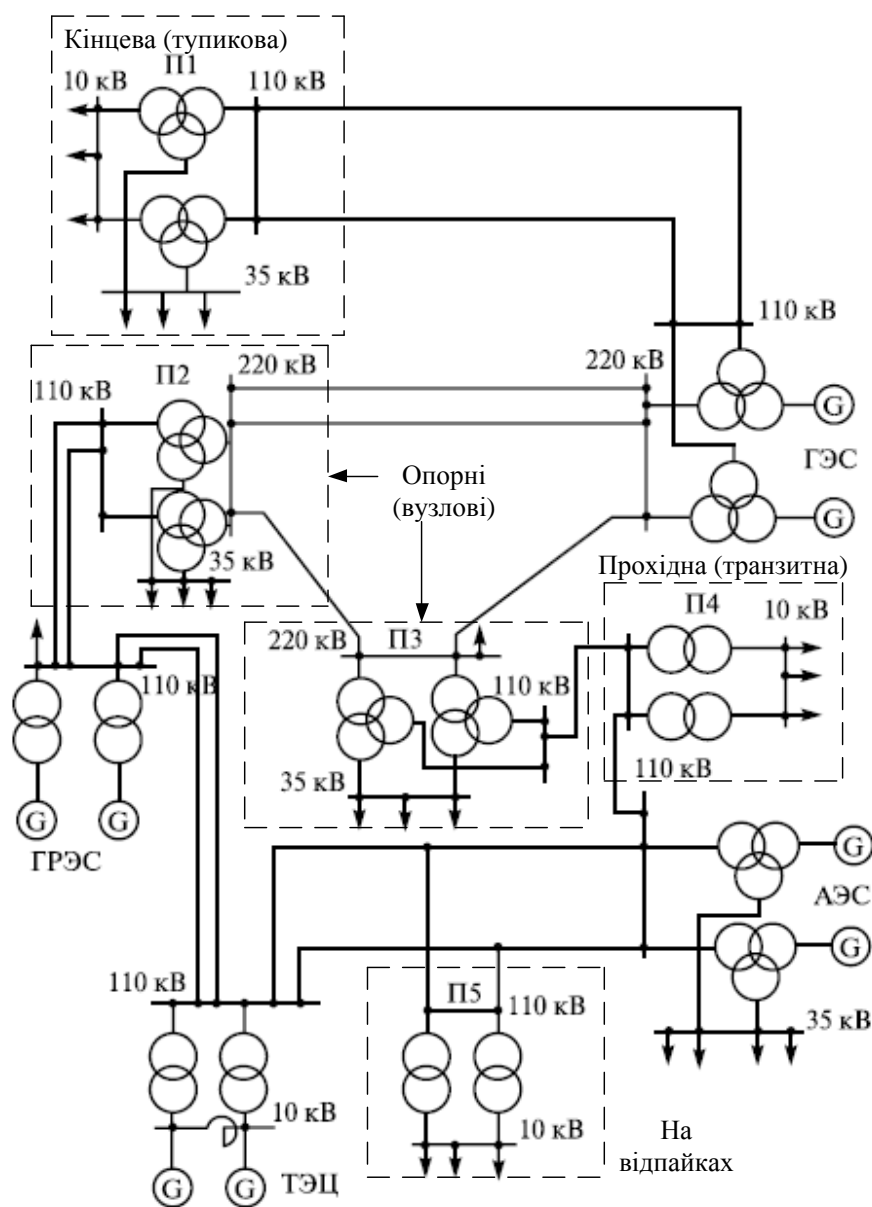 Кінцева (тупикова)
П1
10 кВ
110 кВ
35 кВ
110 кВ
П2
220 кВ
220 кВ
110 кВ
G
ГЭС
G
Опорні
(вузлові)
35 кВ
Прохідна (транзитна)
П4
10 кВ
220 кВ
П3
110 кВ
110 кВ
110 кВ
35 кВ
G
G
ГРЭС
G
АЭС
G
110 кВ
П5
110 кВ
35 кВ
10 кВ
10 кВ
На
відпайках
G
G
ТЭЦ